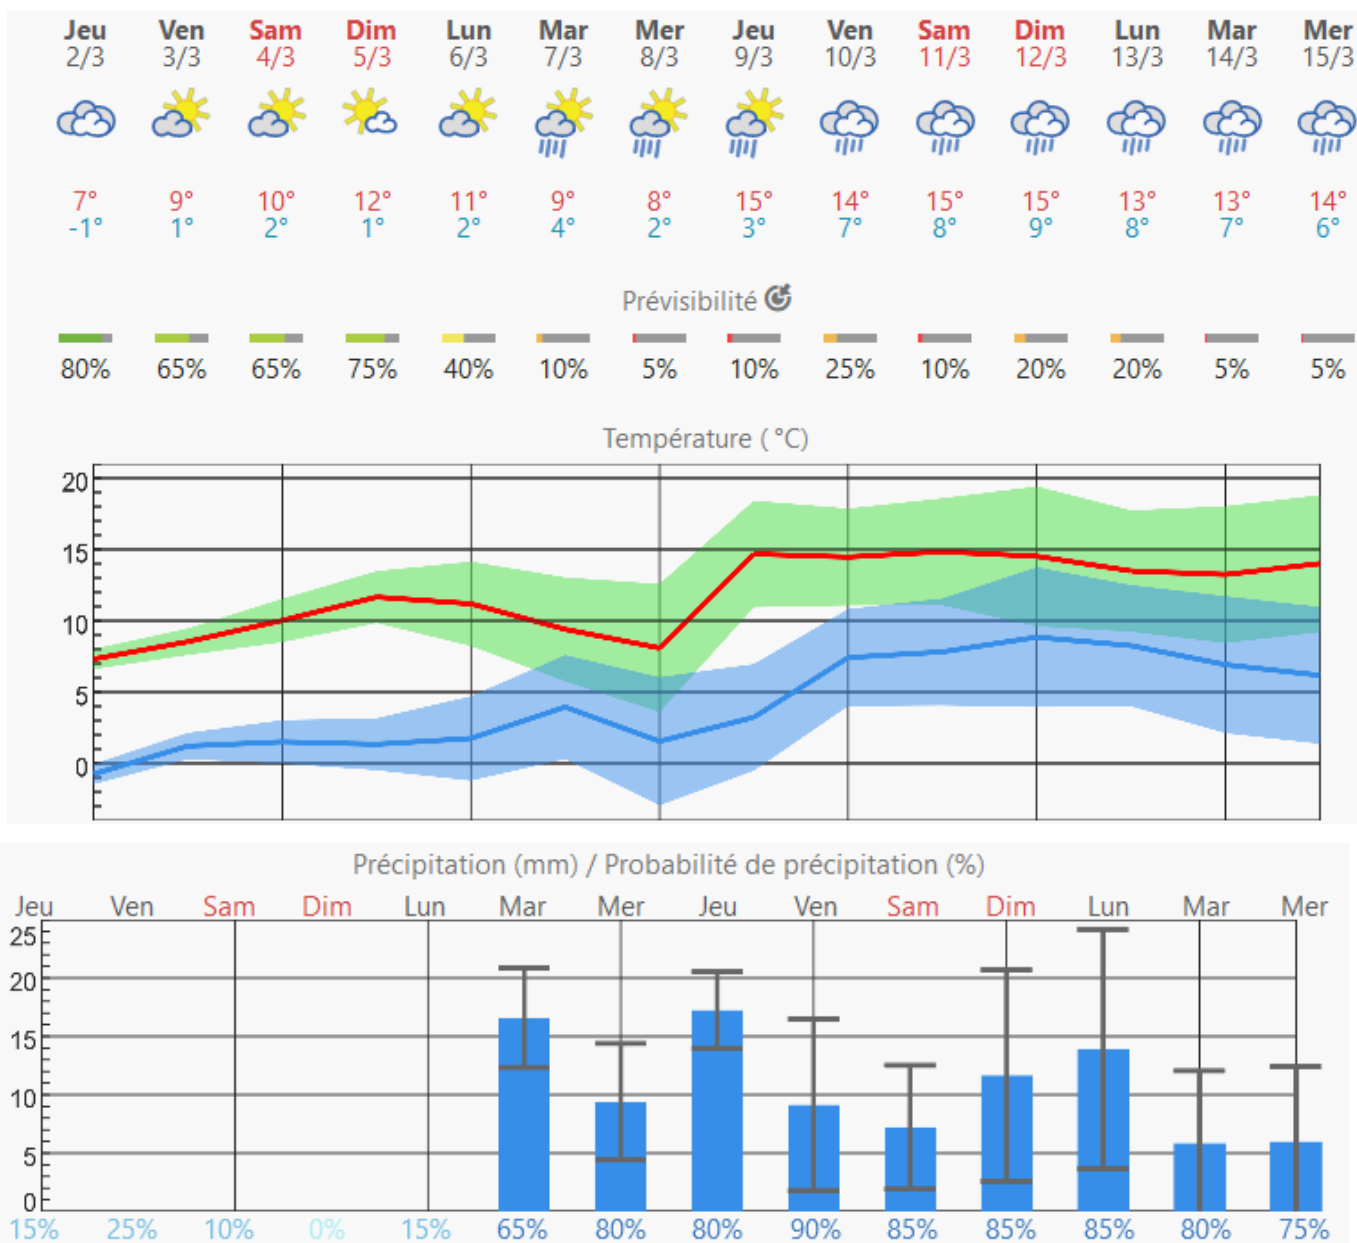 Jeu Ven Sam Dim Lun Mar Mer Jeu Ven Sam Dim Lun Mar Mer
2/3 3/3 4/3 5/3 6/3 7/3 8/3 9/3 10/3 11/3 12/3 13/3 14/3 15/3
7° 9° 10° 12° 11° 9° 8° 15° 14° 15° 15° 13° 13° 14°
-1° 1° 2° 1° 2° 4° 2° 3° 7° 8° 9° 8° 7° 6°
Prévisibilité
80% 65% 65% 75% 40% 10% 5% 10% 25% 10% 20% 20% 5% 5%
Température ( °C)
20
15
10
5
0
Précipitation (mm) / Probabilité de précipitation (%)
Jeu Ven Sam Dim Lun Mar Mer Jeu Ven Sam Dim Lun Mar Mer
25
20
15
10
5
0
15% 25% 10% 0% 15% 65% 80% 80% 90% 85% 85% 85% 80% 75%